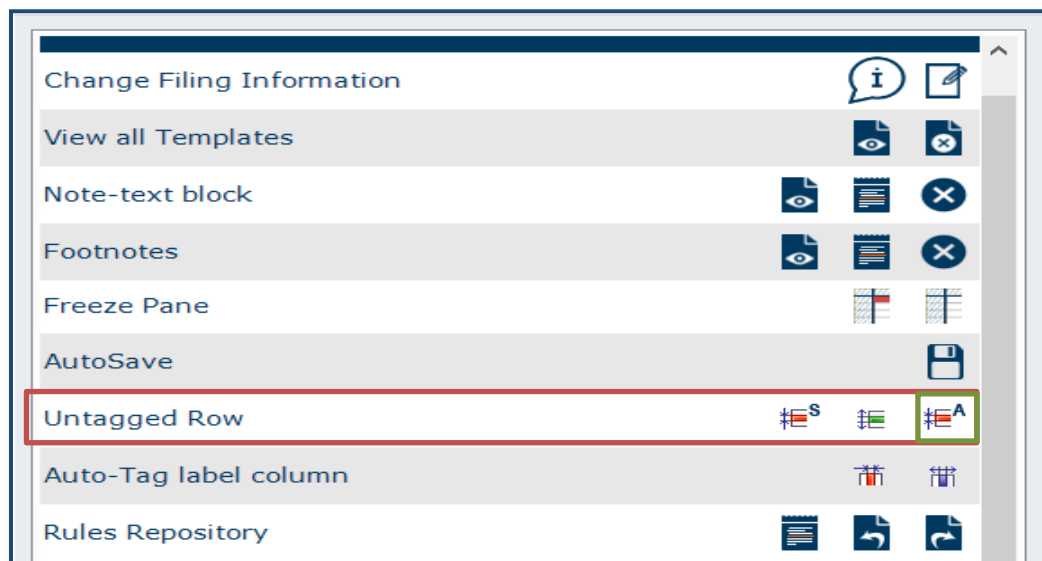 Change Filing Information i
View all Templates
Note-text block
Footnotes
Freeze Pane
AutoSave
Untagged Row S A
Auto-Tag label column
Rules Repository